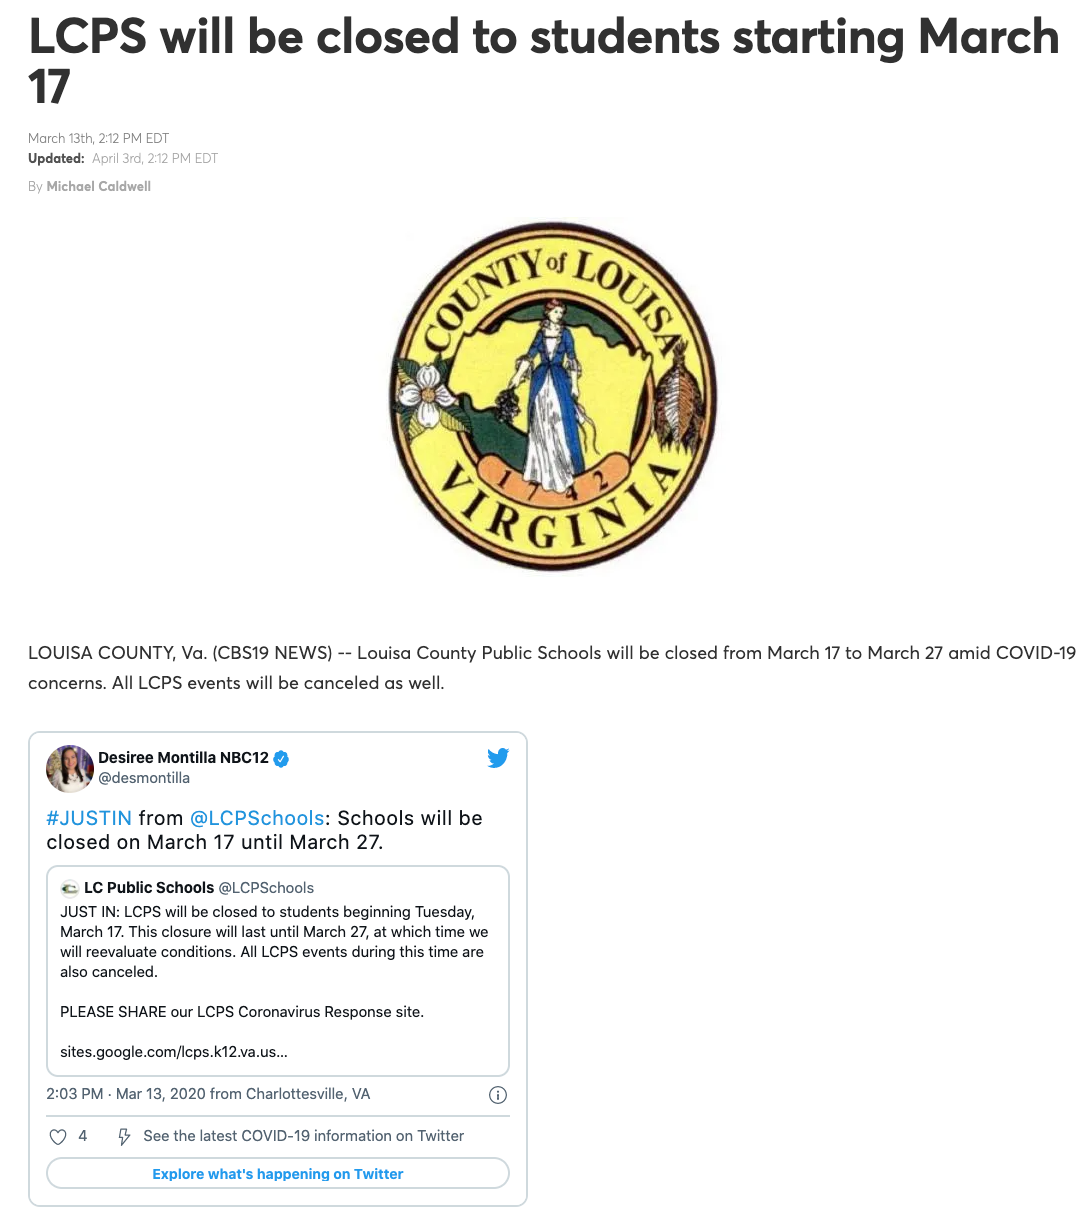 LCPS will be closed to students starting March
17
March 13th, 2:12 PM EDT
Updated: April 3rd, 2:12 PM EDT
By Michael Caldwell
COUNTY of LOUISA
1742
VIRGINIA
LOUISA COUNTY, Va. (CBS19 NEWS) -- Louisa County Public Schools will be closed from March 17 to March 27 amid COVID-19
concerns. All LCPS events will be canceled as well.
Desiree Montilla NBC12
@desmontilla
#JUSTIN from @LCPSchools: Schools will be
closed on March 17 until March 27.
LC Public Schools @LCPSchools
JUST IN: LCPS will be closed to students beginning Tuesday,
March 17. This closure will last until March 27, at which time we
will reevaluate conditions. All LCPS events during this time are
also canceled.
PLEASE SHARE our LCPS Coronavirus Response site.
sites.google.com/lcps.k12.va.us...
2:03 PM · Mar 13, 2020 from Charlottesville, VA
4 See the latest COVID-19 information on Twitter
Explore what's happening on Twitter